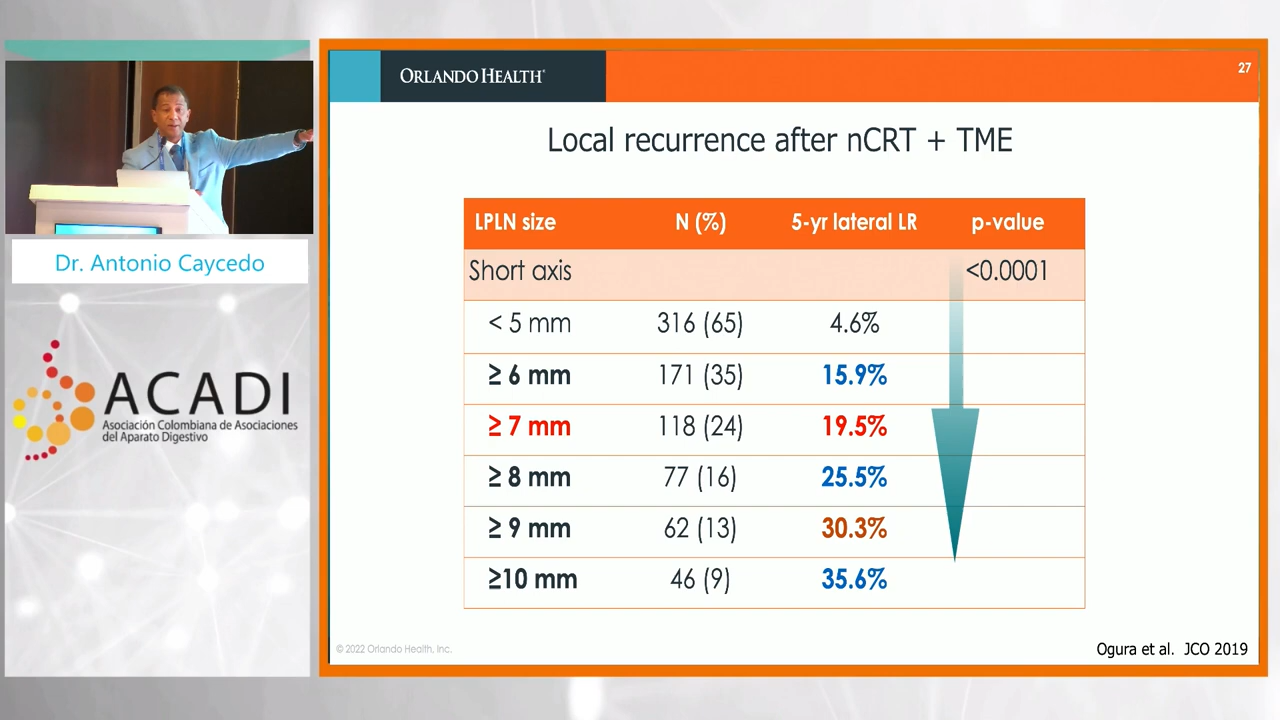 ORLANDO HEALTH®
27
Local recurrence after nCRT + TME
LPLN size N (%) 5-yr lateral LR p-value
Short axis <0.0001
< 5 mm 316 (65) 4.6%
≥ 6 mm 171 (35) 15.9%
≥ 7 mm 118 (24) 19.5%
≥ 8 mm 77 (16) 25.5%
≥ 9 mm 62 (13) 30.3%
≥10 mm 46 (9) 35.6%
© 2022 Orlando Health, Inc.
Ogura et al. JCO 2019
Dr. Antonio Caycedo
ACADI
Asociación Colombiana de Asociaciones
del Aparato Digestivo